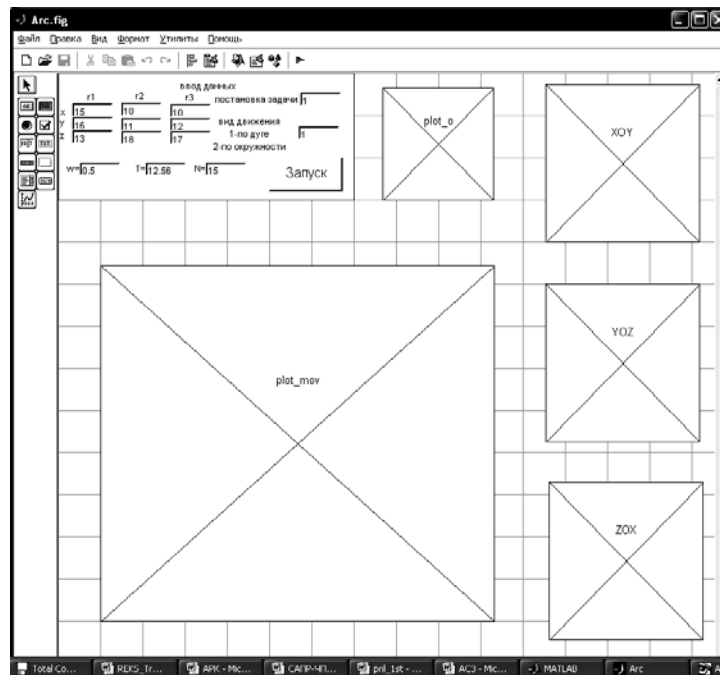 Arc.fig
Файл Правка Вид Формат Утилиты Помощь
ввод данных
r1 r2 r3 постановка задачи 1
x 15 10 10
y 16 11 12 вид движения
z 13 18 17 1-по дуге 1
2-по окружности
w= 0.5 T= 12.56 N= 15 Запуск
plot_o
XOY
YOZ
plot_mov
ZOX
Total Co... REKS_Tr... APK - Mic... САПР-ЧП... pril_1st - ... AC3 - Mic... MATLAB Arc